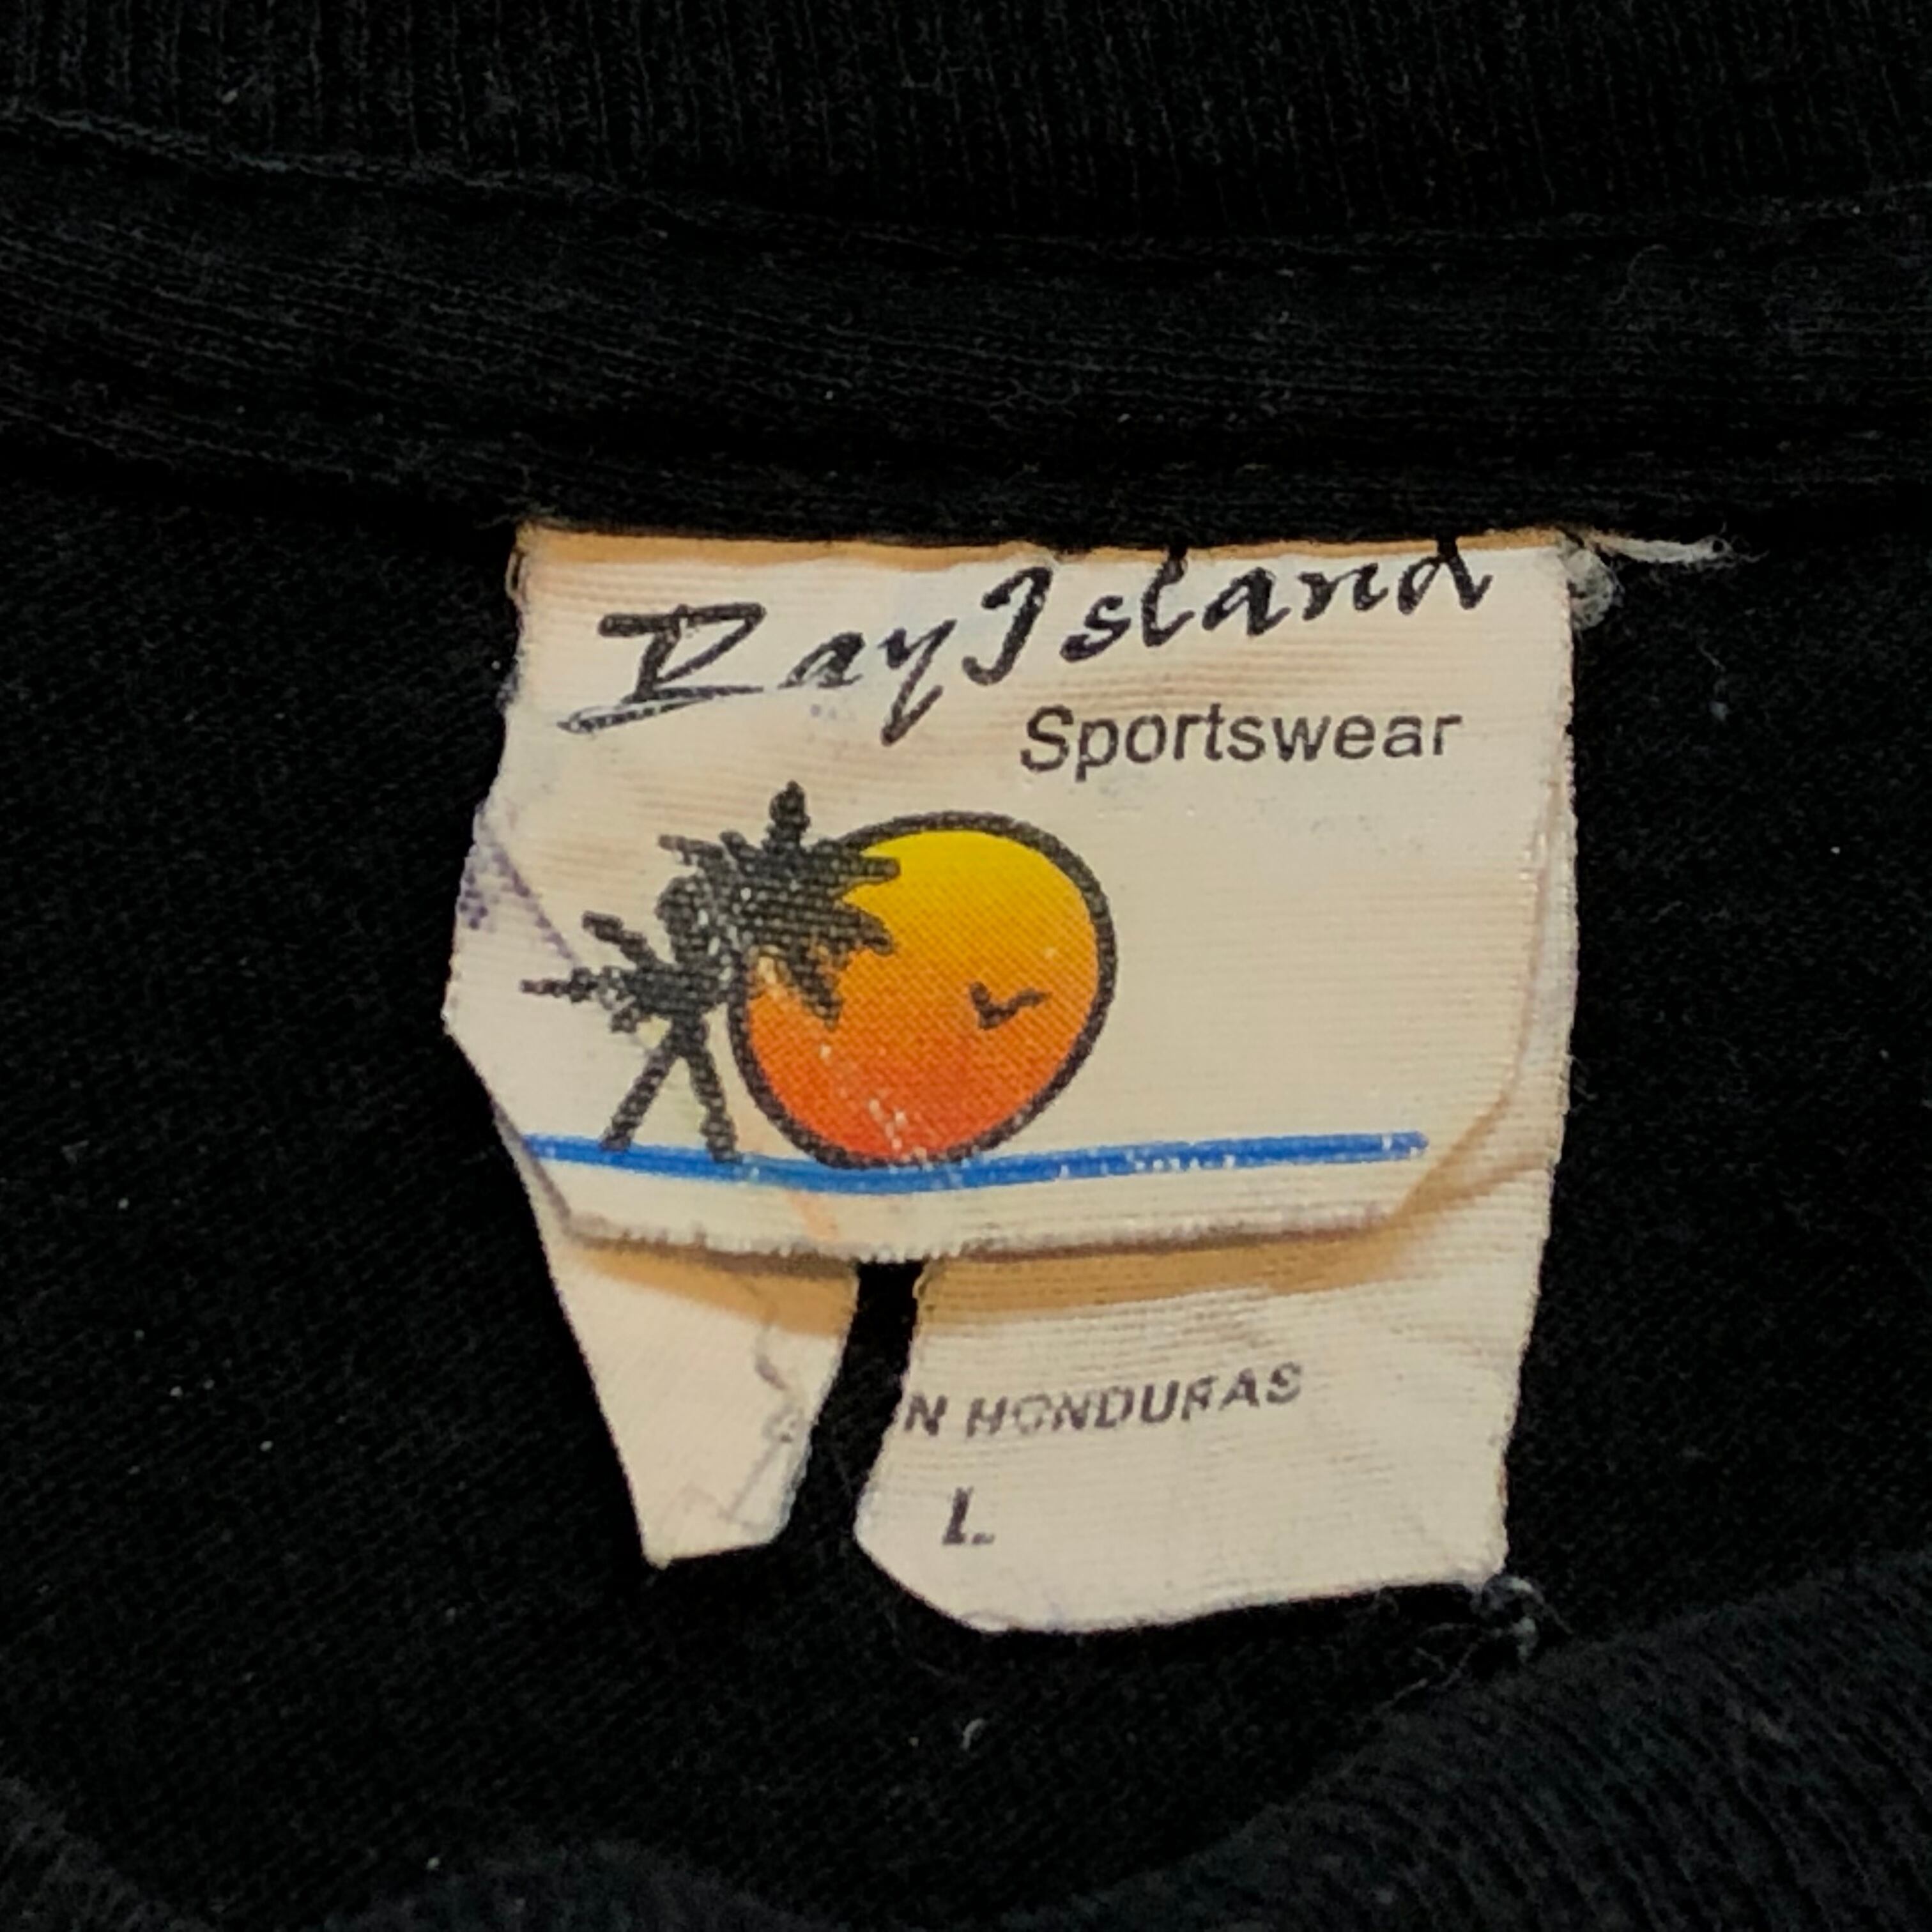 Bay Island
Sportswear
N HONDURAS
L